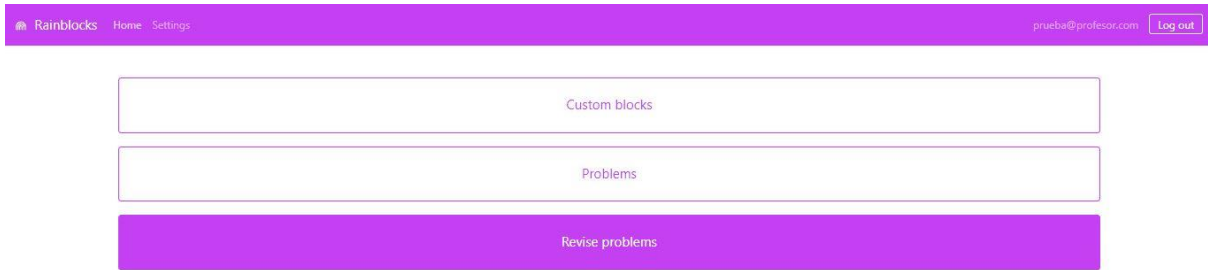 Rainblocks Home Settings prueba@profesor.com Log out
Custom blocks
Problems
Revise problems